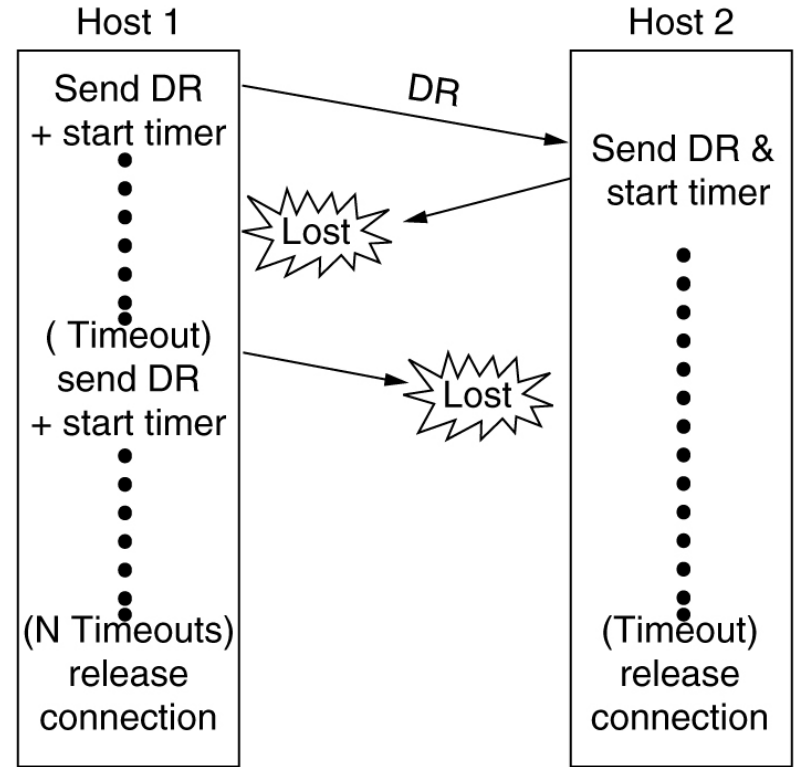 Host 1
Host 2
Send DR
+ start timer
DR
Send DR &
start timer
Lost
( Timeout)
send DR
+ start timer
Lost
(N Timeouts)
release
connection
(Timeout)
release
connection